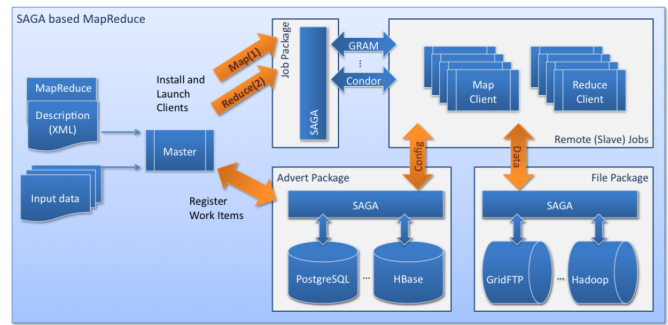 SAGA based MapReduce
MapReduce
Description
(XML)
Input data
Master
Install and
Launch
Clients
Map(1)
Reduce(2)
Register
Work Items
Job Package
SAGA
GRAM
...
Condor
Map
Client
Reduce
Client
Remote (Slave) Jobs
Config
Data
Advert Package
SAGA
PostgreSQL
...
HBase
File Package
SAGA
GridFTP
...
Hadoop